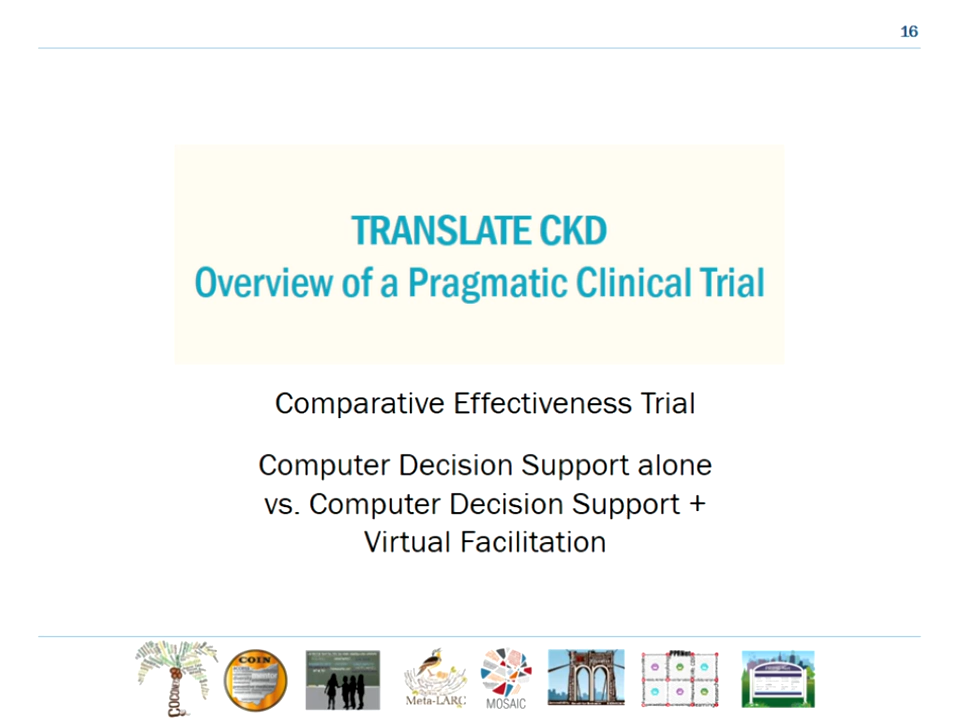 16
TRANSLATE CKD
Overview of a Pragmatic Clinical Trial
Comparative Effectiveness Trial
Computer Decision Support alone
vs. Computer Decision Support +
Virtual Facilitation
COIN
Meta-LARC
MOSAIC
PPRNet